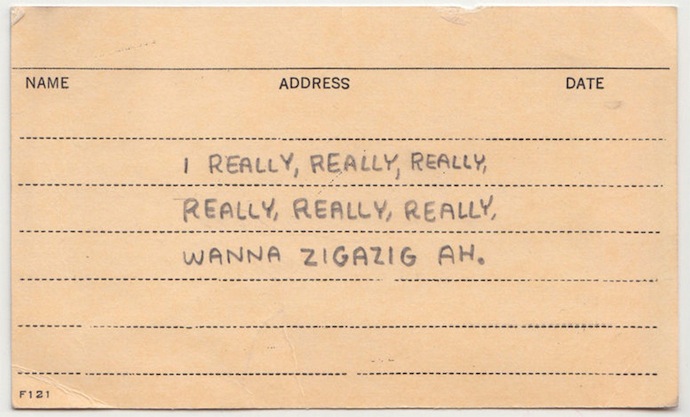 NAME ADDRESS DATE
I REALLY, REALLY, REALLY,
REALLY, REALLY, REALLY,
WANNA ZIGAZIG AH.
F121